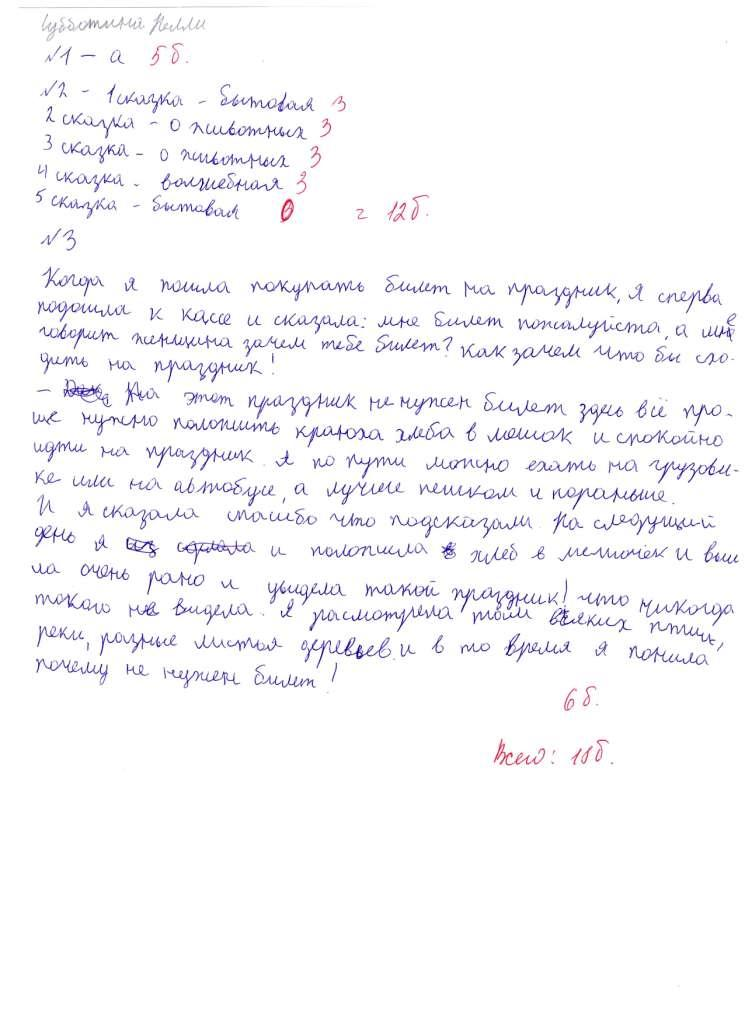 Субботина Нелли
№1 – а 5б.
№2 - 1 сказка - бытовая 3
2 сказка - о животных 3
3 сказка - о животных 3
4 сказка - волшебная 3
5 сказка - бытовая 0 = 12б.
№3
Когда я пошла покупать билет на праздник, я сперва
подошла к кассе и сказала: мне билет пожалуйста, а мне
говорит женщина зачем тебе билет? Как зачем что бы схо-
дить на праздник!
- На этот праздник не нужен билет здесь всё про-
ще нужно положить краюха хлеба в мешок и спокойно
идти на праздник. Я по пути можно ехать на грузови-
ке или на автобусе, а лучше пешком и пораньше.
И я сказала спасибо что подсказали. На следущий
день я и положила хлеб в мешочек и выш
ла очень рано и увидела такой праздник! что никогда
такого не видела. Я расмотрела там всяких птиц,
реки, разные листья деревьев. и в то время я поняла
почему не нужен билет!
6б.
Всего: 18б.